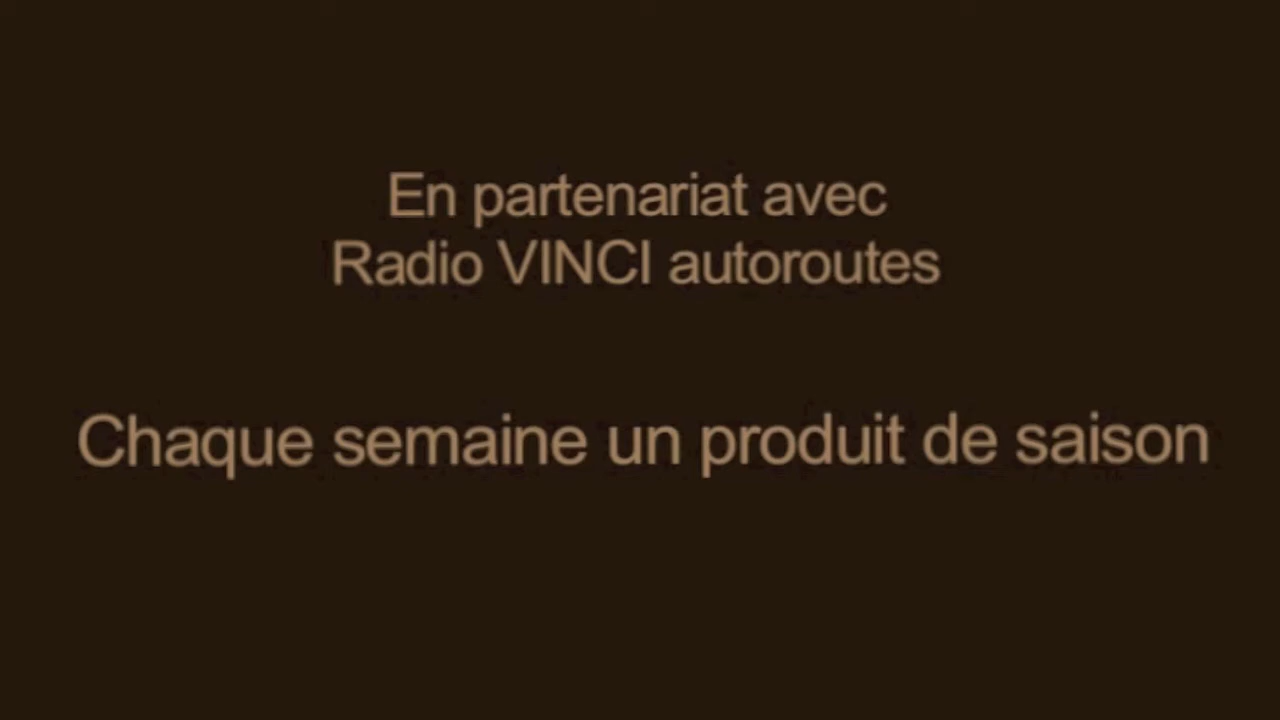 En partenariat avec
Radio VINCI autoroutes
Chaque semaine un produit de saison